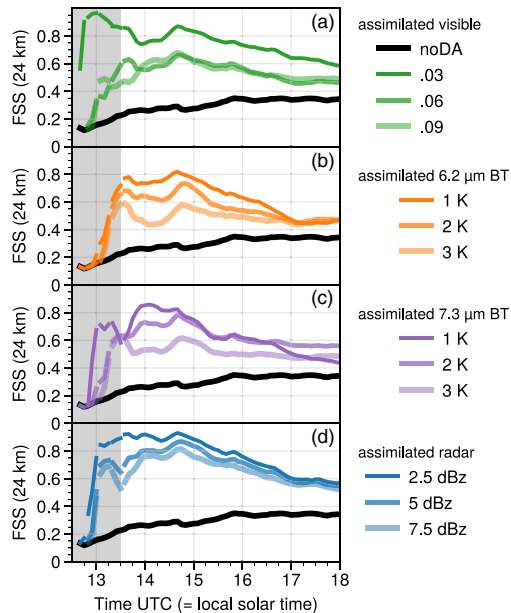 (a)
FSS (24 km)
0.8
0.6
0.4
0.2
0
assimilated visible
noDA
.03
.06
.09
(b)
FSS (24 km)
0.8
0.6
0.4
0.2
0
assimilated 6.2 μm BT
1 K
2 K
3 K
(c)
FSS (24 km)
0.8
0.6
0.4
0.2
0
assimilated 7.3 μm BT
1 K
2 K
3 K
(d)
FSS (24 km)
0.8
0.6
0.4
0.2
0
assimilated radar
2.5 dBz
5 dBz
7.5 dBz
13 14 15 16 17 18
Time UTC (= local solar time)